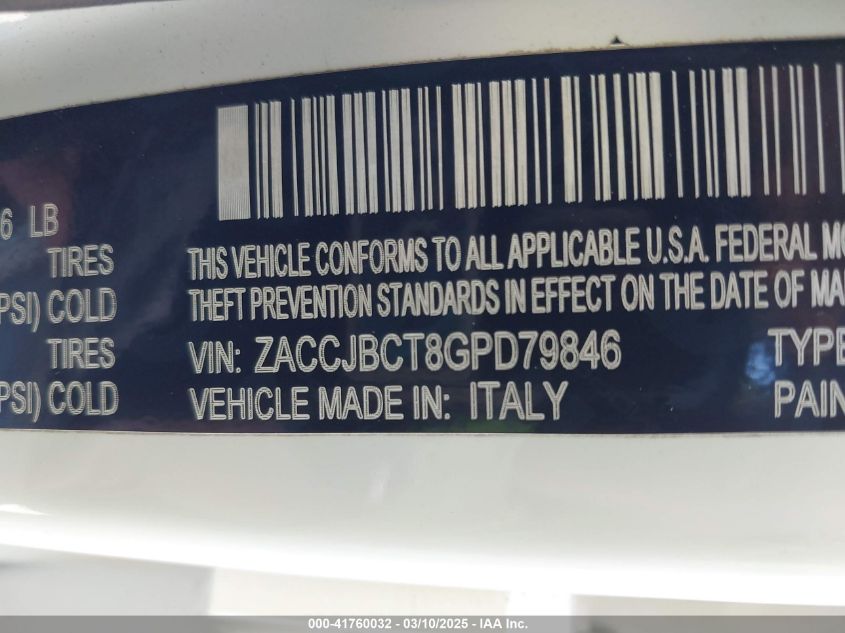 6 LB
TIRES
PSI) COLD
TIRES
PSI) COLD
THIS VEHICLE CONFORMS TO ALL APPLICABLE U.S.A. FEDERAL MO
THEFT PREVENTION STANDARDS IN EFFECT ON THE DATE OF MA
VIN: ZACCJBCT8GPD79846
TYPE
VEHICLE MADE IN: ITALY
PAIN
000-41760032 - 03/10/2025 - IAA Inc.